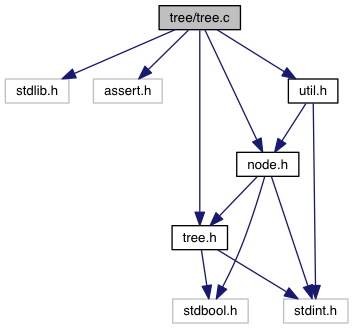 tree/tree.c
stdlib.h
assert.h
util.h
node.h
tree.h
stdbool.h
stdint.h